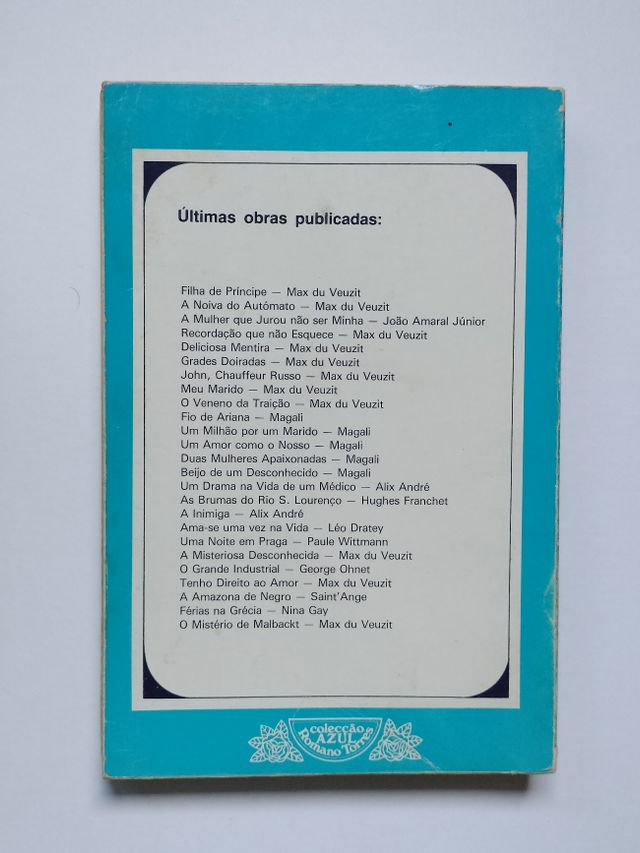 Últimas obras publicadas:
Filha de Príncipe — Max du Veuzit
A Noiva do Autómato — Max du Veuzit
A Mulher que Jurou não ser Minha — João Amaral Júnior
Recordação que não Esquece — Max du Veuzit
Deliciosa Mentira — Max du Veuzit
Grades Doiradas — Max du Veuzit
John, Chauffeur Russo — Max du Veuzit
Meu Marido — Max du Veuzit
O Veneno da Traição — Max du Veuzit
Fio de Ariana — Magali
Um Milhão por um Marido — Magali
Um Amor como o Nosso — Magali
Duas Mulheres Apaixonadas — Magali
Beijo de um Desconhecido — Magali
Um Drama na Vida de um Médico — Alix André
As Brumas do Rio S. Lourenço — Hughes Franchet
A Inimiga — Alix André
Ama-se uma vez na Vida — Léo Dratey
Uma Noite em Praga — Paule Wittmann
A Misteriosa Desconhecida — Max du Veuzit
O Grande Industrial — George Ohnet
Tenho Direito ao Amor — Max du Veuzit
A Amazona de Negro — Saint'Ange
Férias na Grécia — Nina Gay
O Mistério de Malbackt — Max du Veuzit
colecção
AZUL
Romano Torres